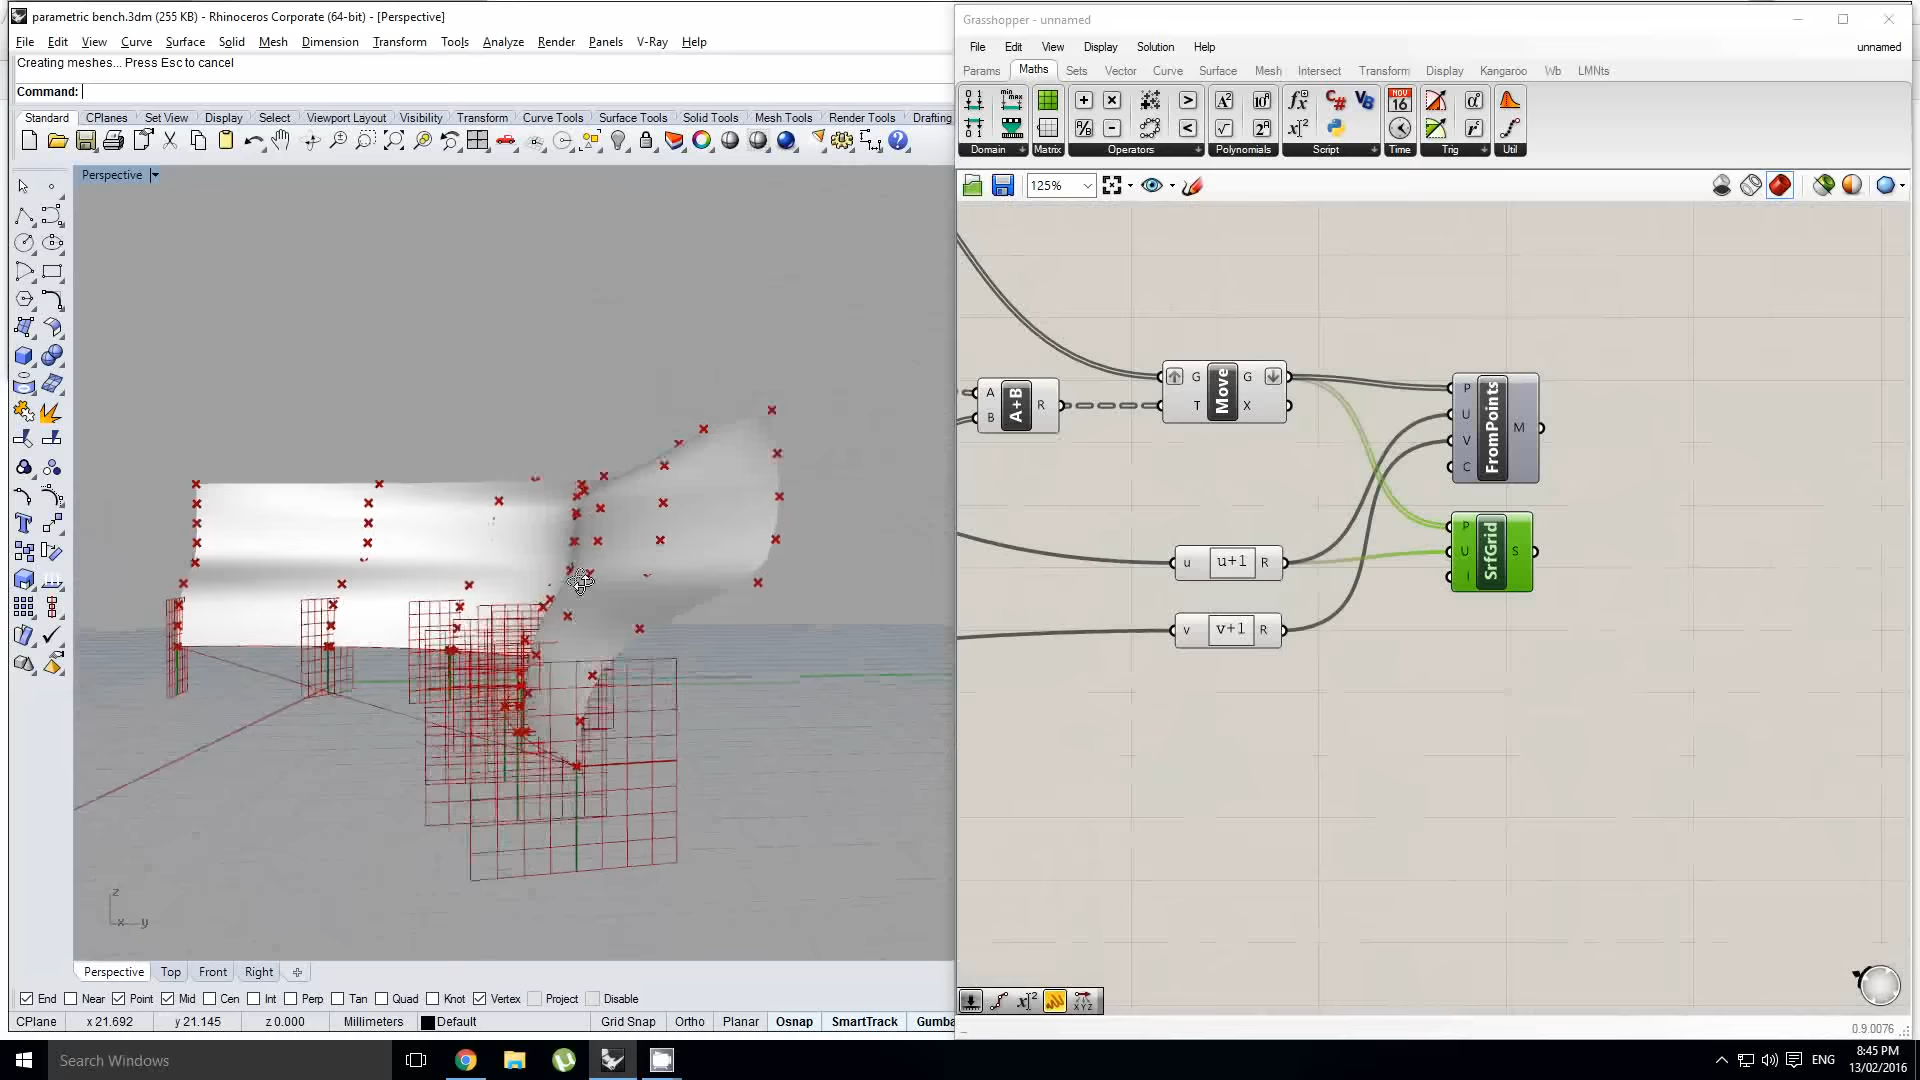 parametric bench.3dm (255 KB) - Rhinoceros Corporate (64-bit) - [Perspective]
File Edit View Curve Surface Solid Mesh Dimension Transform Tools Analyze Render Panels V-Ray Help
Creating meshes... Press Esc to cancel
Command:
Standard CPlanes Set View Display Select Viewport Layout Visibility Transform Curve Tools Surface Tools Solid Tools Mesh Tools Render Tools Drafting
Perspective
z
x y
Perspective Top Front Right
End Near Point Mid Cen Int Perp Tan Quad Knot Vertex Project Disable
CPlane x 21.692 y 21.145 z 0.000 Millimeters Default Grid Snap Ortho Planar Osnap SmartTrack Gumba
Grasshopper - unnamed
File Edit View Display Solution Help unnamed
Params Maths Sets Vector Curve Surface Mesh Intersect Transform Display Kangaroo Wb LMNts
Domain Matrix Operators Polynomials Script Time Trig Util
125%
A B A+B R
G T Move G X
P U V C FromPoints M
u u+1 R
P U I SrfGrid S
v v+1 R
0.9.0076
Search Windows
ENG
8:45 PM
13/02/2016